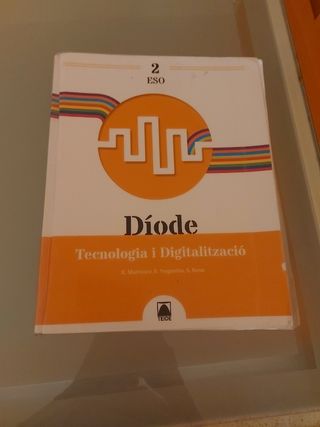 2
ESO
Díode
Tecnologia i Digitalització
teide